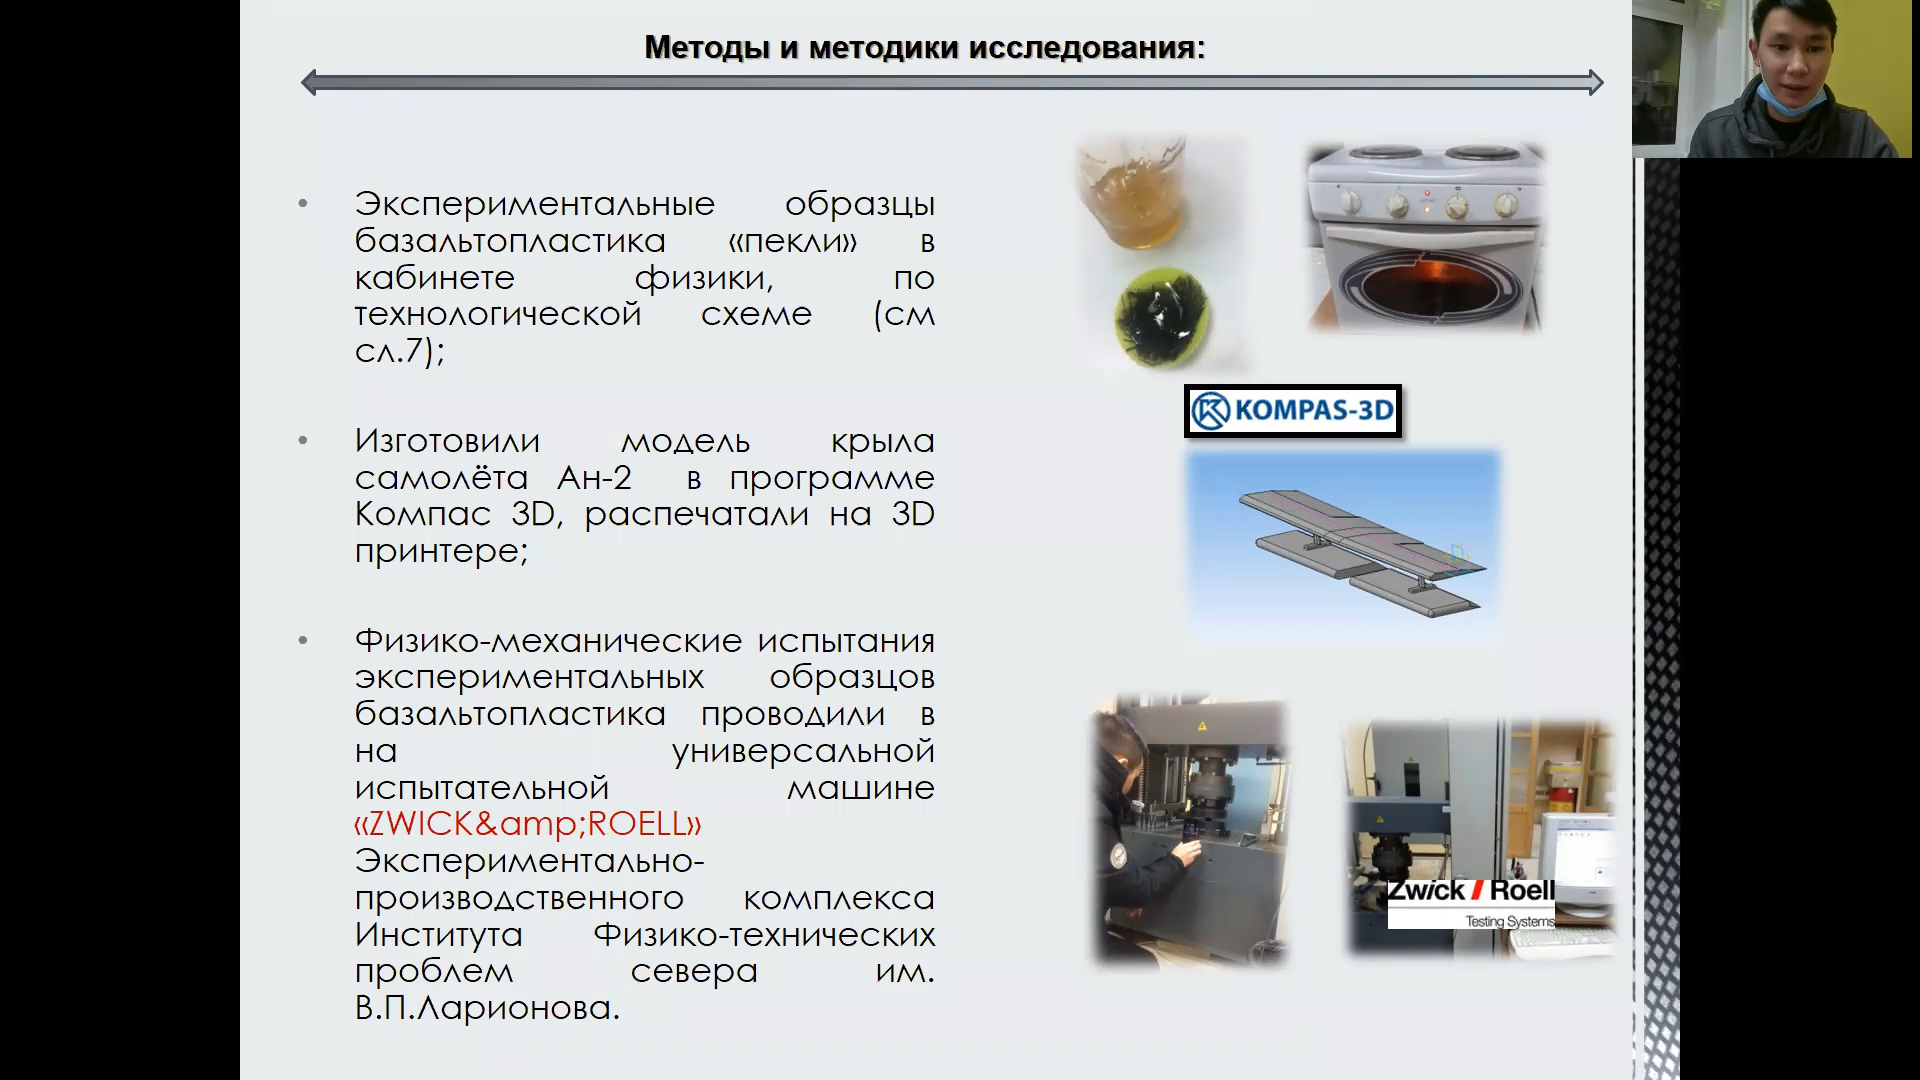 Методы и методики исследования:
Экспериментальные образцы
базальтопластика «пекли» в
кабинете физики, по
технологической схеме (см
сл.7);
Изготовили модель крыла
самолёта Ан-2 в программе
Компас 3D, распечатали на 3D
принтере;
Физико-механические испытания
экспериментальных образцов
базальтопластика проводили в
на универсальной
испытательной машине
«ZWICK&amp;ROELL»
Экспериментально-
производственного комплекса
Института Физико-технических
проблем севера им.
В.П.Ларионова.
KOMPAS-3D
Zwick / Roell
Testing Systems